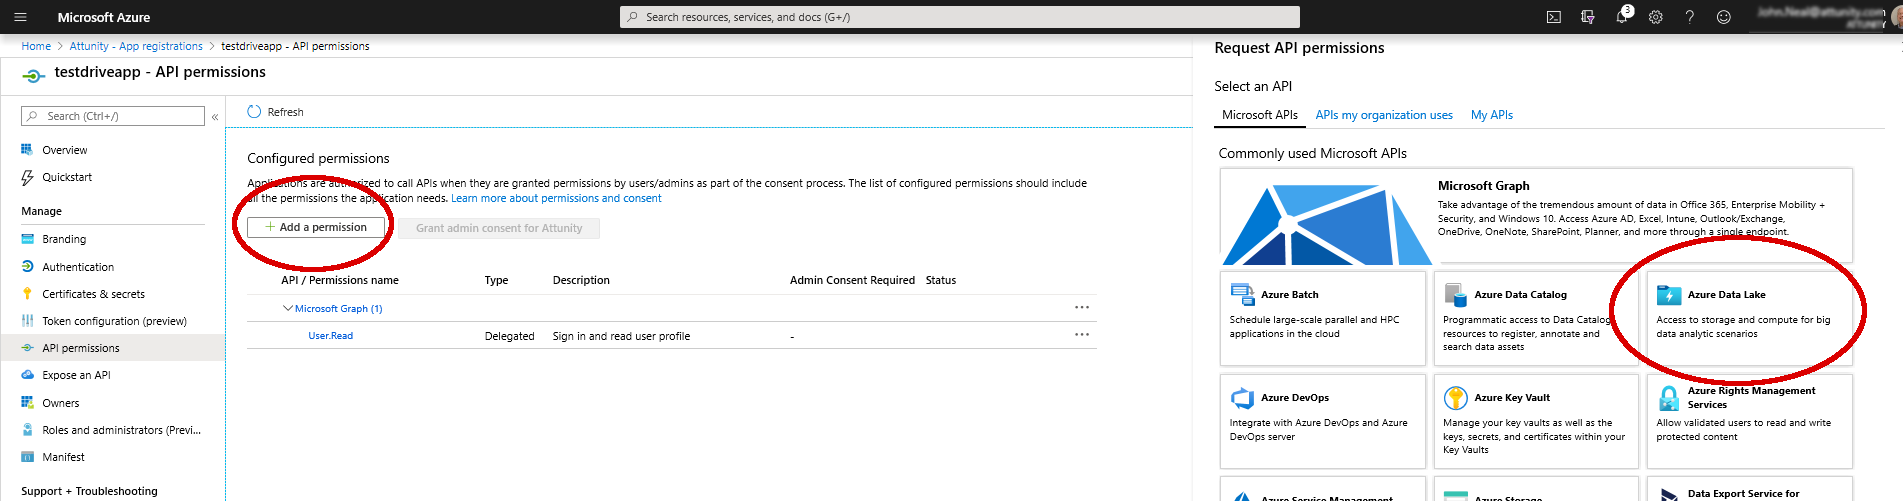 Microsoft Azure
Search resources, services, and docs (G+/)
3
Home > Attunity - App registrations > testdriveapp - API permissions
testdriveapp - API permissions
Search (Ctrl+/)
«
Overview
Quickstart
Manage
Branding
Authentication
Certificates & secrets
Token configuration (preview)
API permissions
Expose an API
Owners
Roles and administrators (Previ...
Manifest
Support + Troubleshooting
Refresh
Configured permissions
Applications are authorized to call APIs when they are granted permissions by users/admins as part of the consent process. The list of configured permissions should include
all the permissions the application needs. Learn more about permissions and consent
+ Add a permission
Grant admin consent for Attunity
API / Permissions name Type Description Admin Consent Required Status
Microsoft Graph (1) ...
User.Read Delegated Sign in and read user profile - ...
Request API permissions
Select an API
Microsoft APIs APIs my organization uses My APIs
Commonly used Microsoft APIs
Microsoft Graph
Take advantage of the tremendous amount of data in Office 365, Enterprise Mobility +
Security, and Windows 10. Access Azure AD, Excel, Intune, Outlook/Exchange,
OneDrive, OneNote, SharePoint, Planner, and more through a single endpoint.
Azure Batch
Schedule large-scale parallel and HPC
applications in the cloud
Azure Data Catalog
Programmatic access to Data Catalog
resources to register, annotate and
search data assets
Azure Data Lake
Access to storage and compute for big
data analytic scenarios
Azure DevOps
Integrate with Azure DevOps and Azure
DevOps server
Azure Key Vault
Manage your key vaults as well as the
keys, secrets, and certificates within your
Key Vaults
Azure Rights Management
Services
Allow validated users to read and write
protected content
Azure Service Management
Azure Storage
Data Export Service for